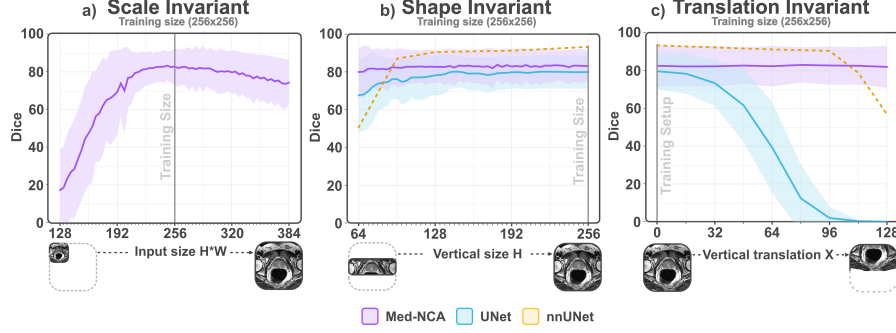 a) Scale Invariant
Training size (256x256)
b) Shape Invariant
Training size (256x256)
c) Translation Invariant
Training size (256x256)
Dice
100
80
60
40
20
0
Training Size
128
192
256
320
384
Input size H*W
Dice
100
80
60
40
20
0
Training Size
64
128
192
256
Vertical size H
Dice
100
80
60
40
20
0
Training Setup
0
32
64
96
128
Vertical translation X
Med-NCA
UNet
nnUNet